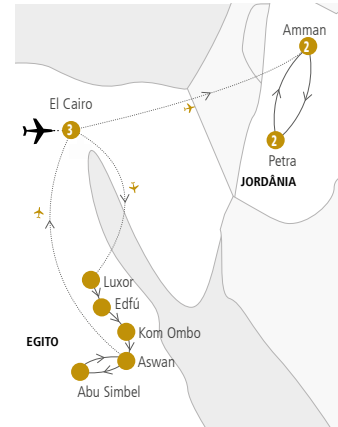 Amman
2
El Cairo
3
2
Petra
JORDÂNIA
Luxor
Edfú
Kom Ombo
EGITO
Aswan
Abu Simbel